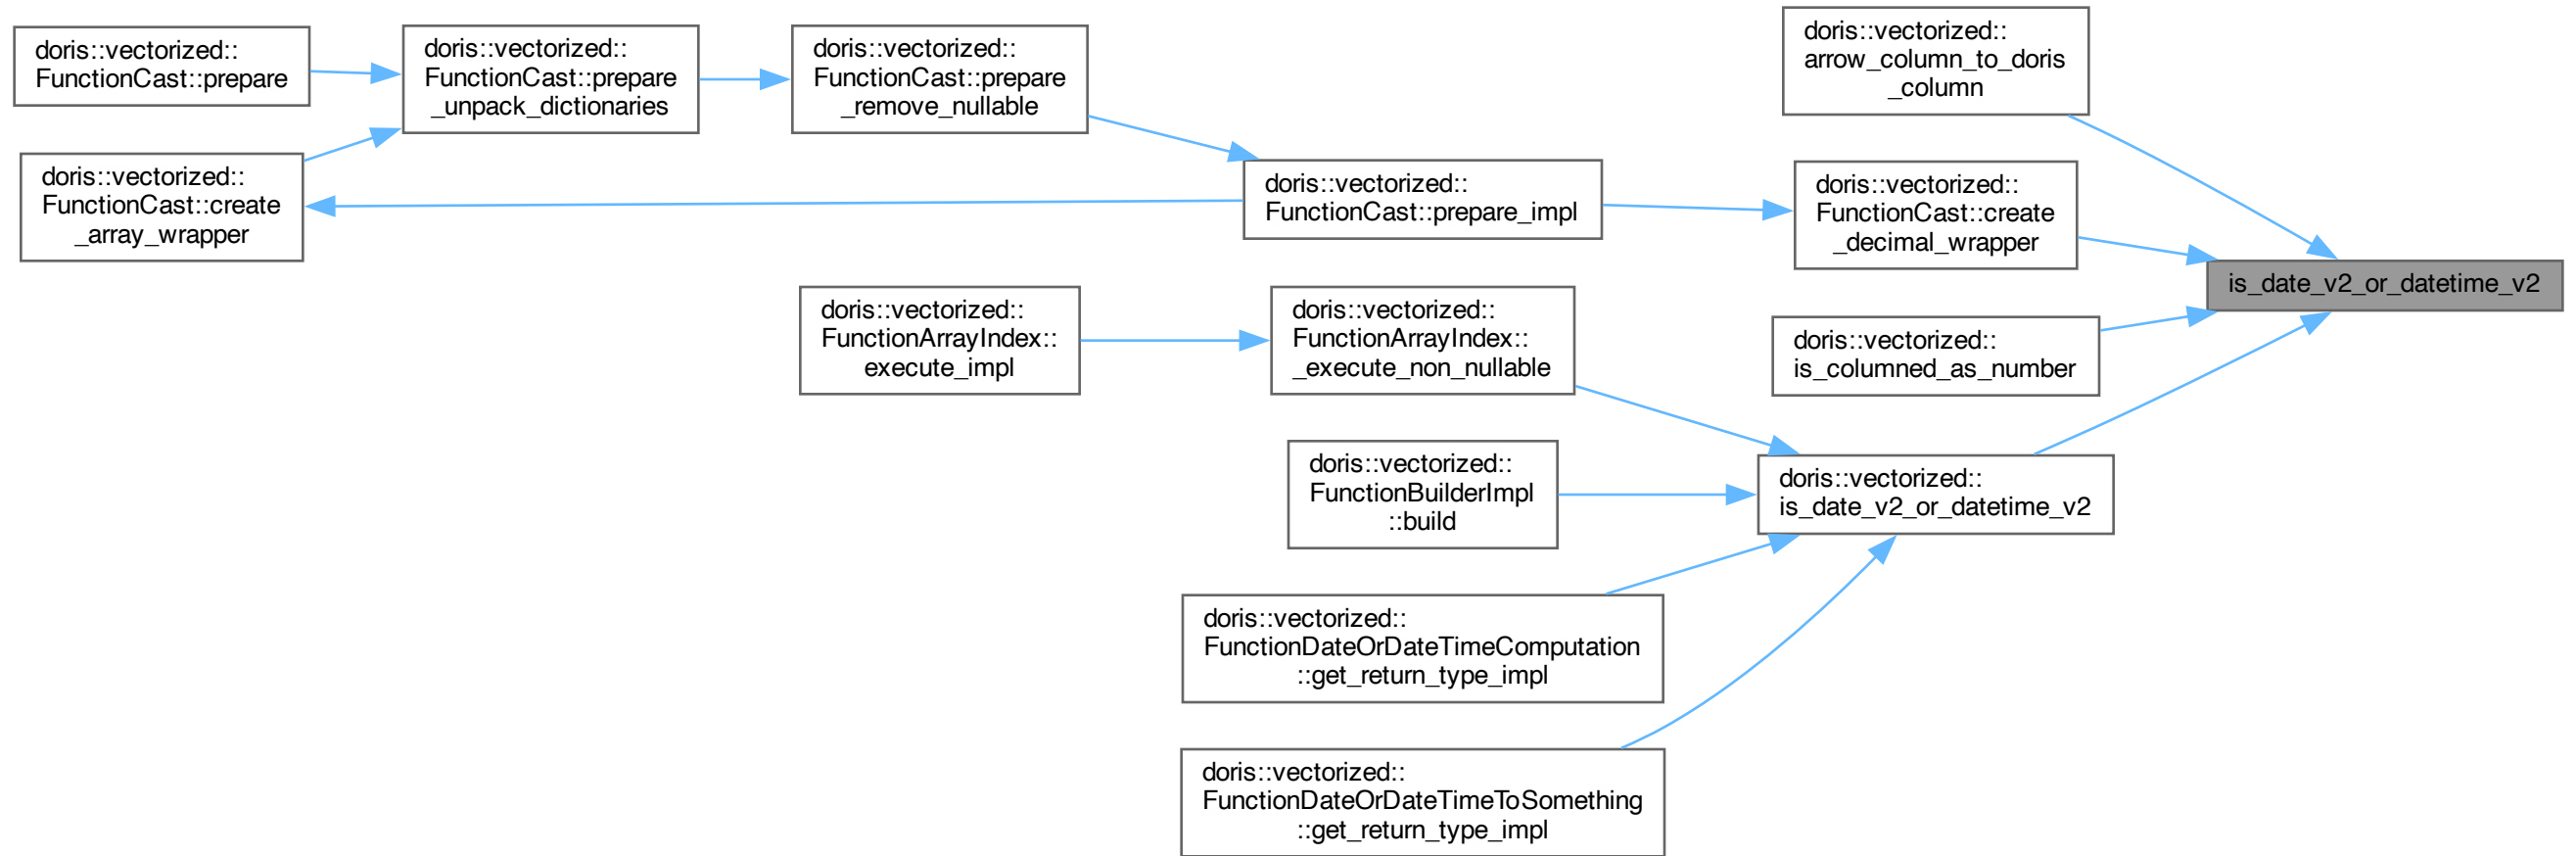 doris::vectorized::
FunctionCast::prepare
doris::vectorized::
FunctionCast::prepare
_unpack_dictionaries
doris::vectorized::
FunctionCast::prepare
_remove_nullable
doris::vectorized::
arrow_column_to_doris
_column
doris::vectorized::
FunctionCast::create
_array_wrapper
doris::vectorized::
FunctionCast::prepare_impl
doris::vectorized::
FunctionCast::create
_decimal_wrapper
is_date_v2_or_datetime_v2
doris::vectorized::
FunctionArrayIndex::
execute_impl
doris::vectorized::
FunctionArrayIndex::
_execute_non_nullable
doris::vectorized::
is_columned_as_number
doris::vectorized::
FunctionBuilderImpl
::build
doris::vectorized::
is_date_v2_or_datetime_v2
doris::vectorized::
FunctionDateOrDateTimeComputation
::get_return_type_impl
doris::vectorized::
FunctionDateOrDateTimeToSomething
::get_return_type_impl